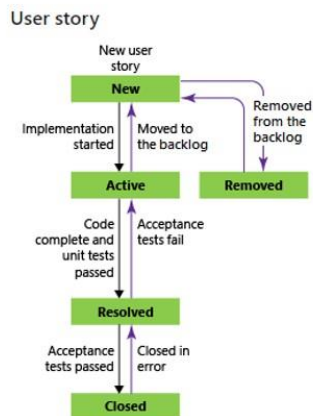 User story
New user
story
New
Implementation
started
Moved to
the backlog
Removed
from the
backlog
Active
Removed
Code
complete and
unit tests
passed
Acceptance
tests fail
Resolved
Acceptance
tests passed
Closed in
error
Closed